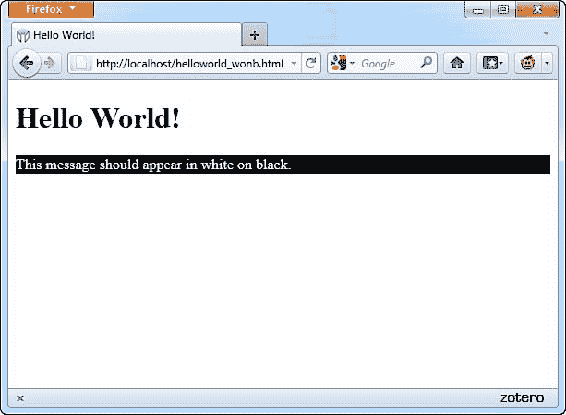 Firefox
Hello World!
http://localhost/helloworld_wonb.html
Google
Hello World!
This message should appear in white on black.
zotero